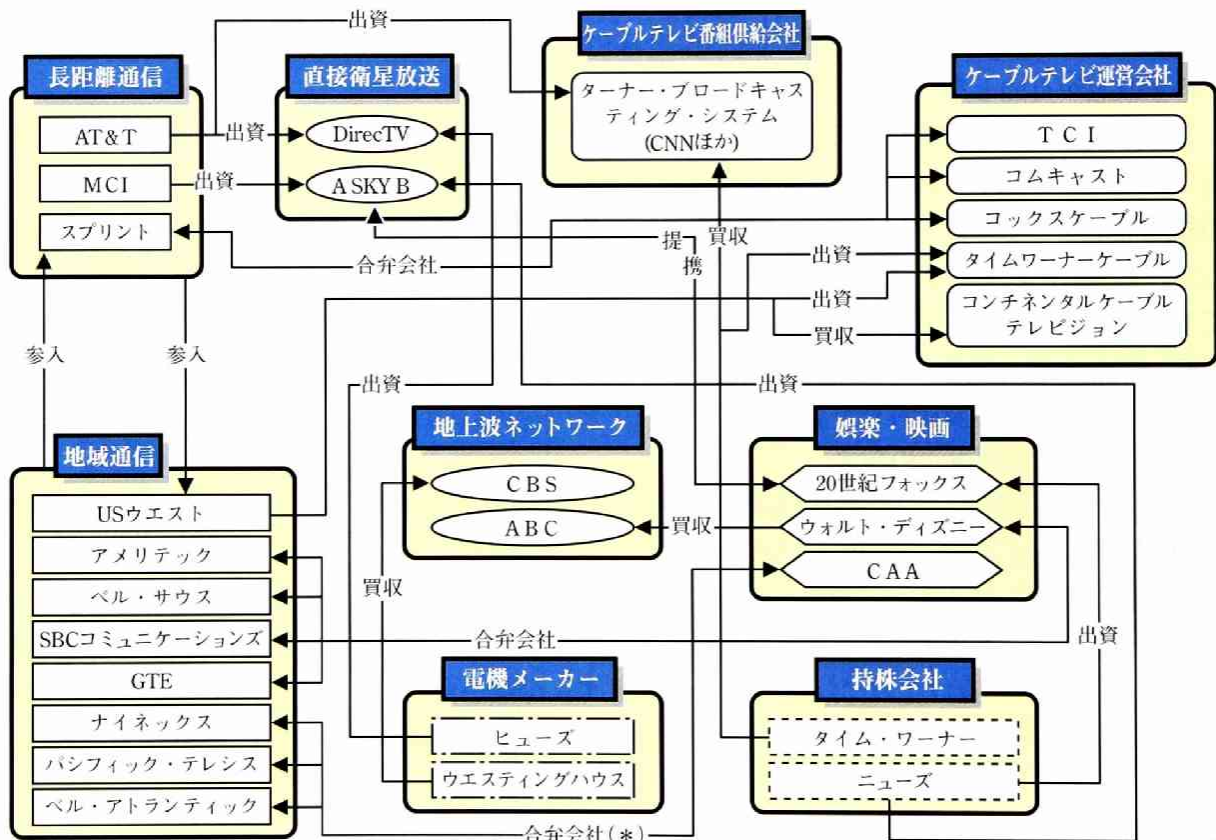 出資
ケーブルテレビ番組供給会社
ターナー・ブロードキャス
ティング・システム
(CNNほか)
長距離通信
AT&T
MCI
スプリント
直接衛星放送
DirecTV
ASKYB
出資
出資
ケーブルテレビ運営会社
TCI
コムキャスト
コックスケーブル
タイムワーナーケーブル
コンチネンタルケーブル
テレビジョン
合弁会社
提
携
買収
出資
出資
買収
参入
参入
出資
出資
地域通信
USウエスト
アメリテック
ベル・サウス
SBCコミュニケーションズ
GTE
ナイネックス
パシフィック・テレシス
ベル・アトランティック
地上波ネットワーク
CBS
ABC
買収
娯楽・映画
20世紀フォックス
ウォルト・ディズニー
CAA
買収
合弁会社
出資
電機メーカー
ヒューズ
ウエスティングハウス
持株会社
タイム・ワーナー
ニューズ
合弁会社(*)